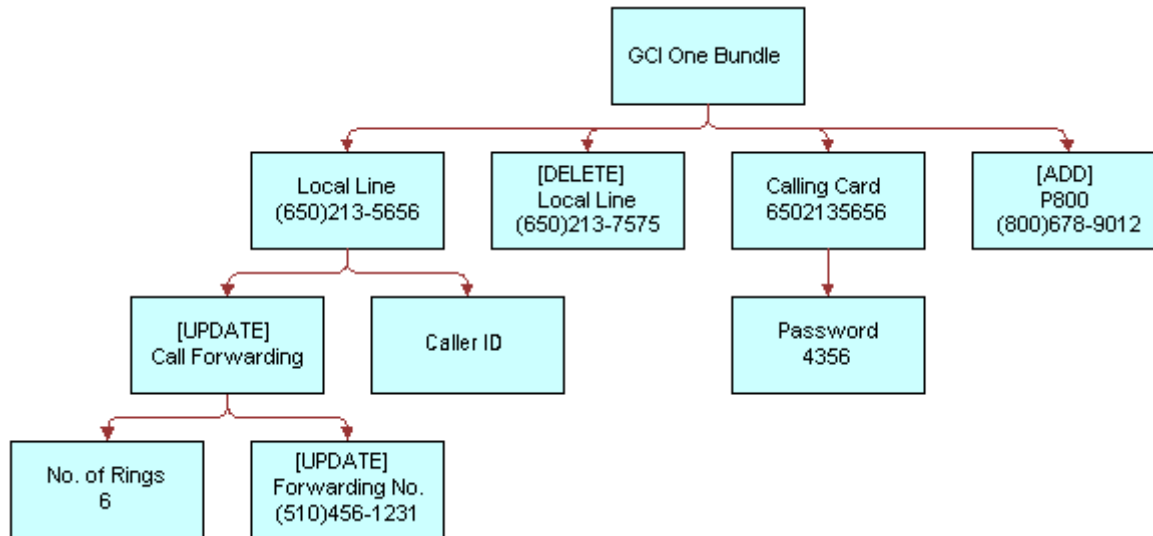 GCI One Bundle
Local Line
(650)213-5656
[DELETE]
Local Line
(650)213-7575
Calling Card
6502135656
[ADD]
P800
(800)678-9012
[UPDATE]
Call Forwarding
Caller ID
Password
4356
No. of Rings
6
[UPDATE]
Forwarding No.
(510)456-1231